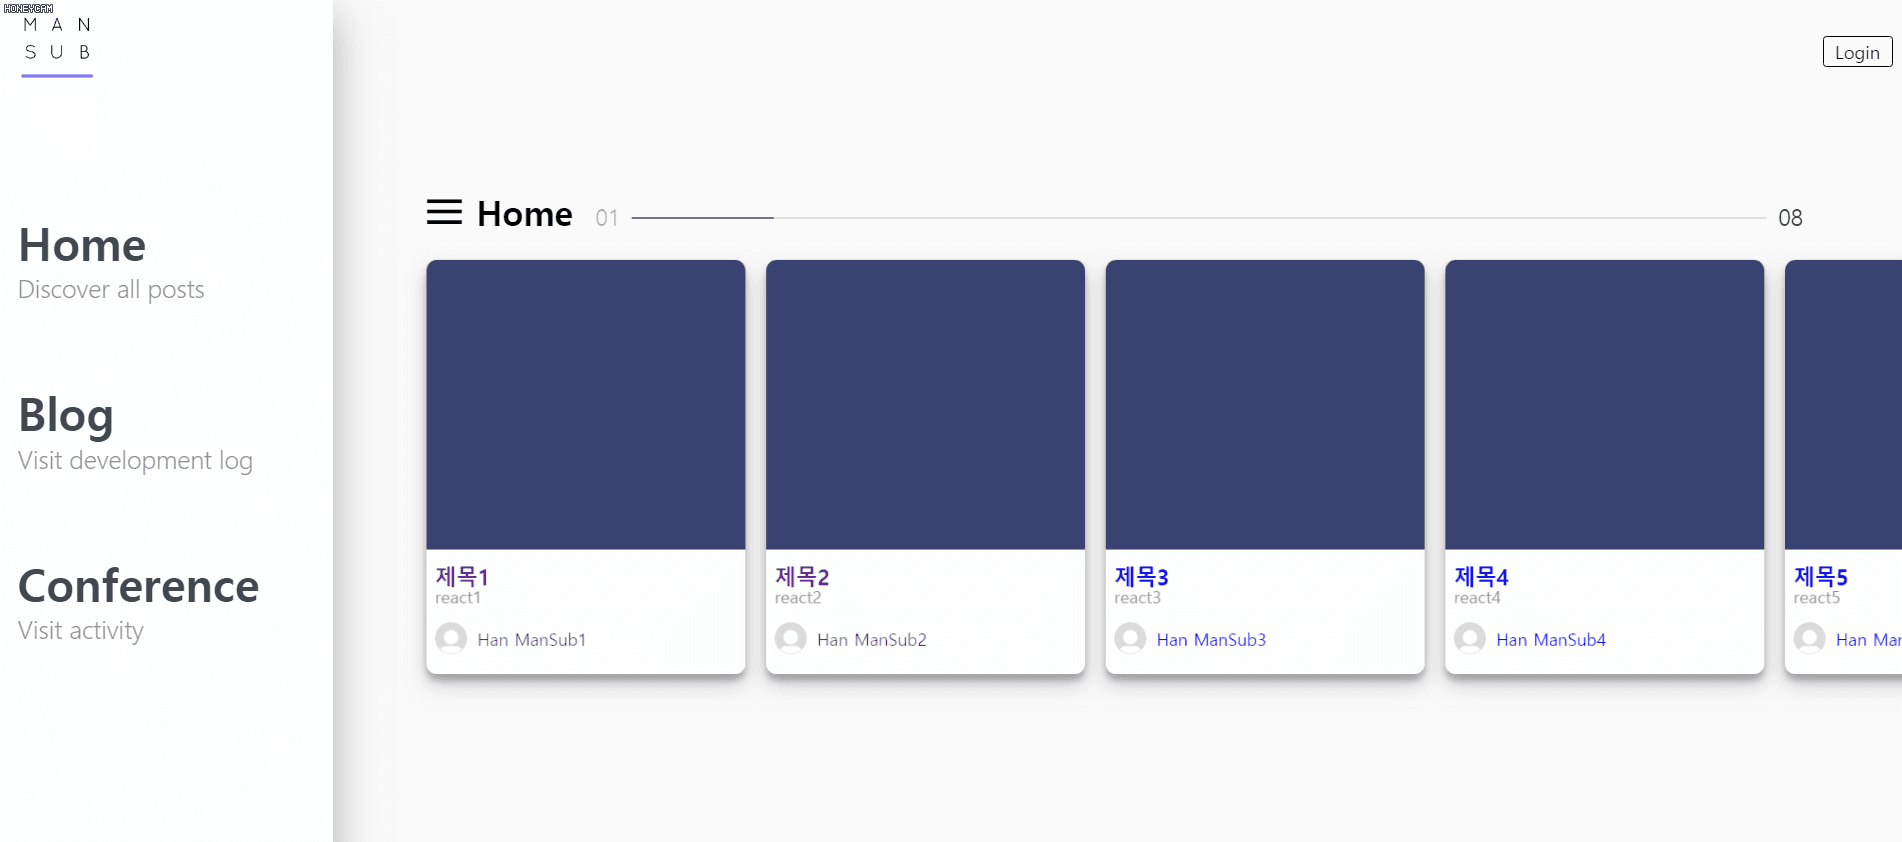 HONEYCAM
M A N
S U B
Login
Home
Discover all posts
Blog
Visit development log
Conference
Visit activity
Home 01 08
제목1
react1
Han ManSub1
제목2
react2
Han ManSub2
제목3
react3
Han ManSub3
제목4
react4
Han ManSub4
제목5
react5
Han Mar